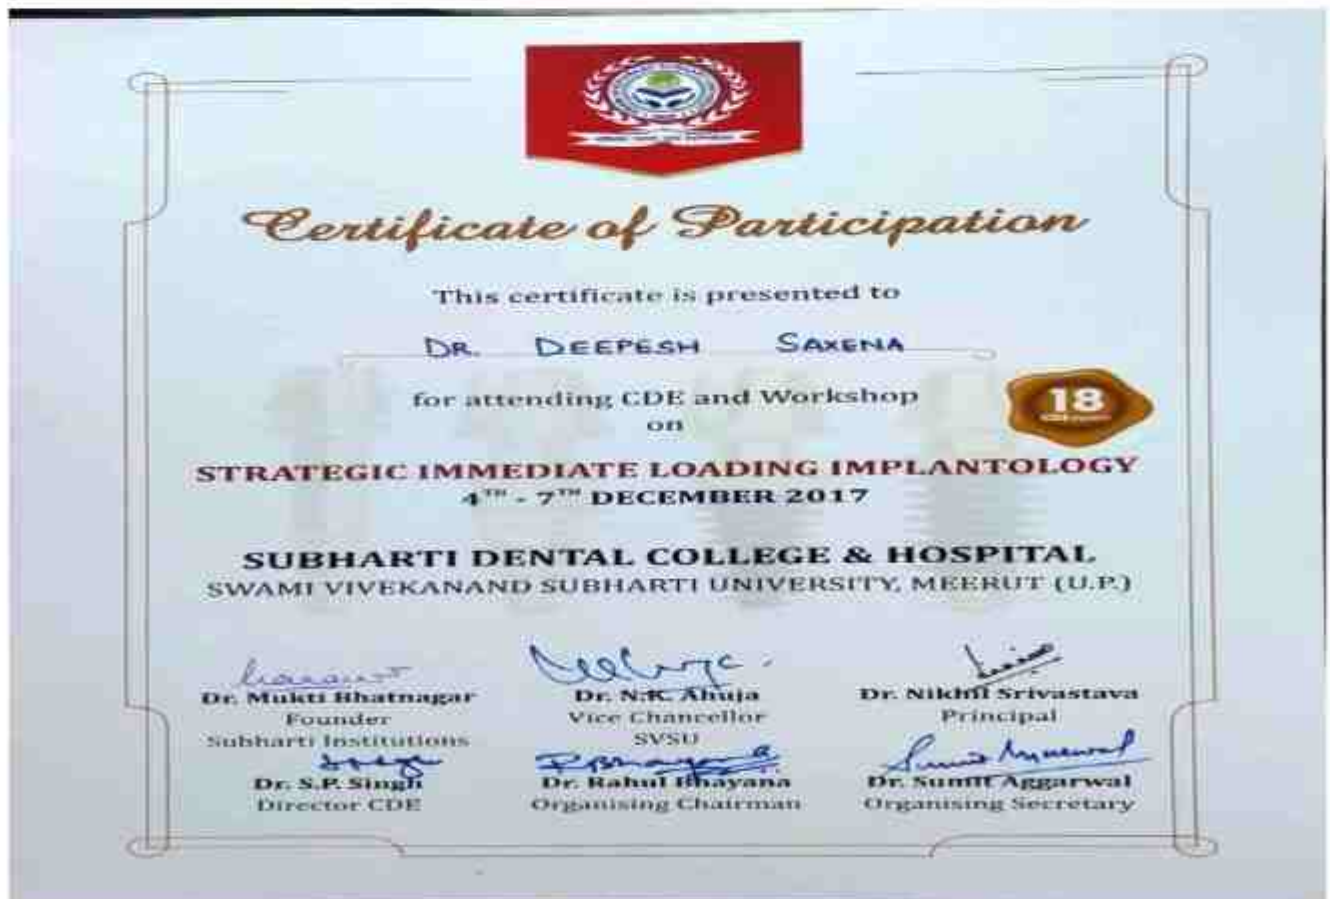 Certificate of Participation
This certificate is presented to
DR. DEEPESH SAXENA
for attending CDE and Workshop
on
18
STRATEGIC IMMEDIATE LOADING IMPLANTOLOGY
4TH - 7TH DECEMBER 2017
SUBHARTI DENTAL COLLEGE & HOSPITAL
SWAMI VIVEKANAND SUBHARTI UNIVERSITY, MEERUT (U.P.)
Dr. Mukti Bhatnagar
Founder
Subharti Institutions
Dr. N.K. Ahuja
Vice Chancellor
SVSU
Dr. Nikhil Srivastava
Principal
Dr. S.P. Singh
Director CDE
Dr. Rahul Bhayana
Organising Chairman
Dr. Sumit Aggarwal
Organising Secretary